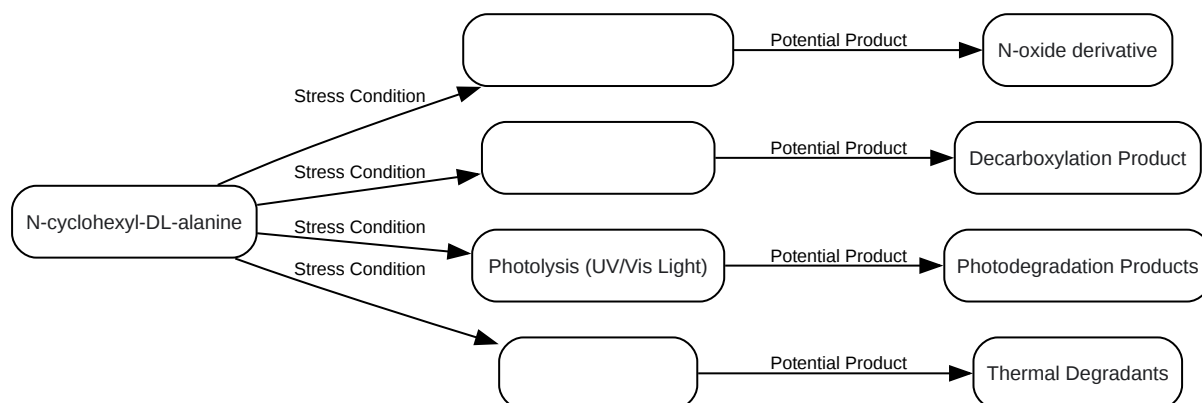 Potential Product
N-oxide derivative
Stress Condition
Potential Product
Decarboxylation Product
Stress Condition
N-cyclohexyl-DL-alanine
Stress Condition
Photolysis (UV/Vis Light)
Potential Product
Photodegradation Products
Stress Condition
Potential Product
Thermal Degradants